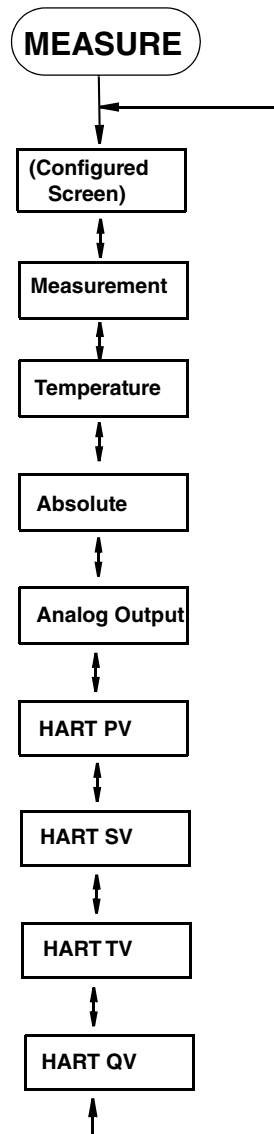 MEASURE
(Configured
Screen)
Measurement
Temperature
Absolute
Analog Output
HART PV
HART SV
HART TV
HART QV